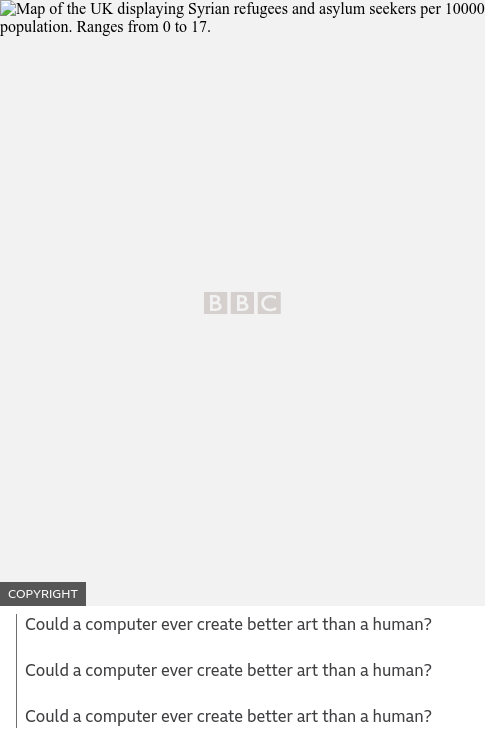 Map of the UK displaying Syrian refugees and asylum seekers per 10000
population. Ranges from 0 to 17.
BBC
COPYRIGHT
Could a computer ever create better art than a human?
Could a computer ever create better art than a human?
Could a computer ever create better art than a human?